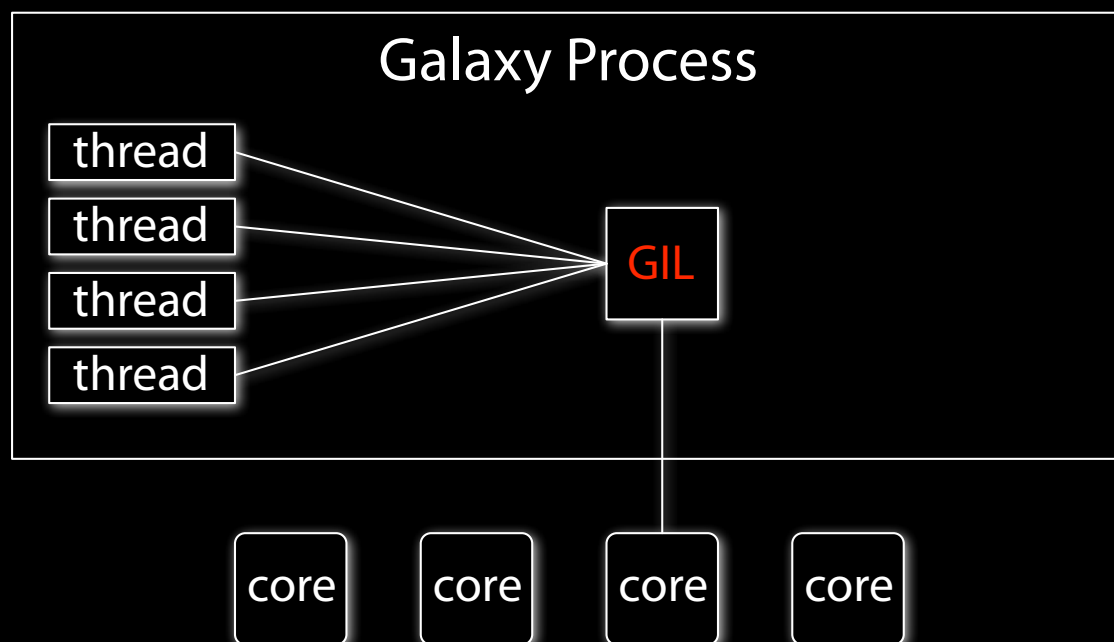 Galaxy Process
thread
thread
thread
thread
GIL
core core core core